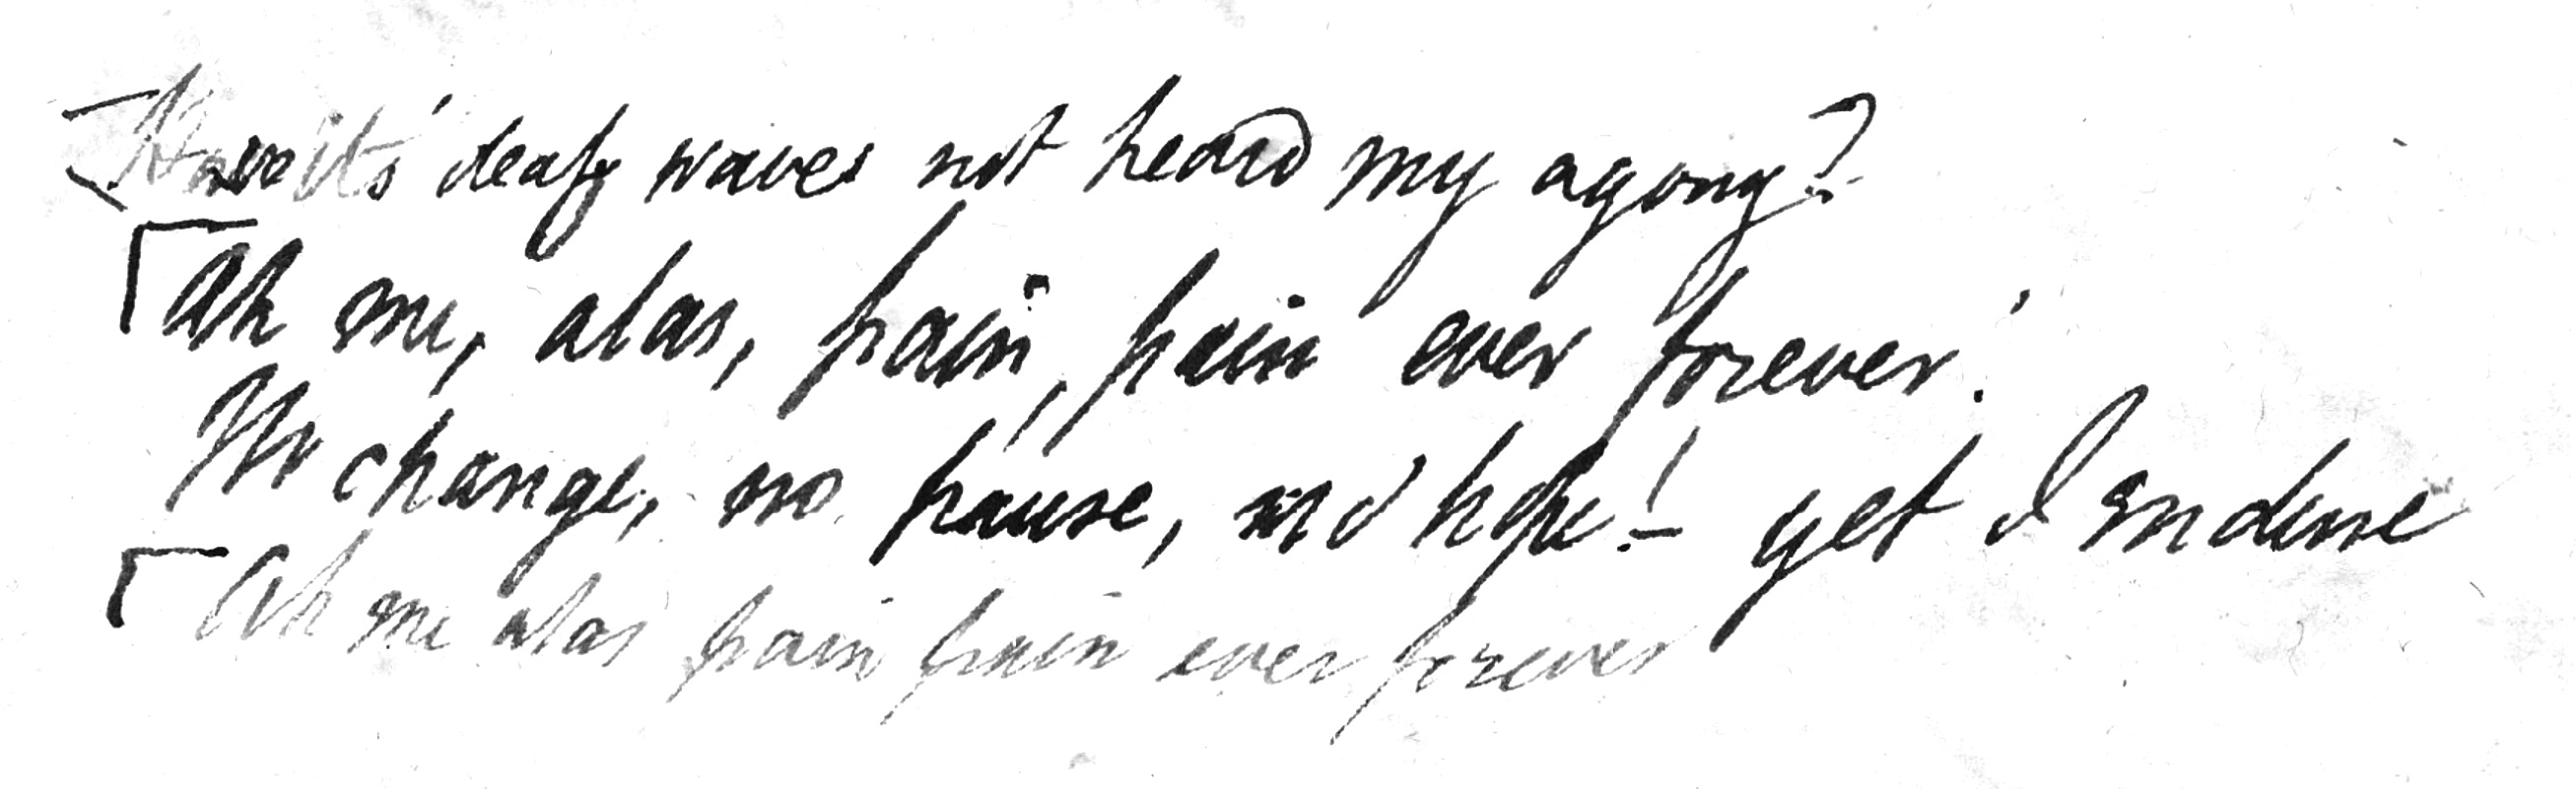 Have its' deaf waves not heard my agony?
Ah me, alas, pain, pain ever forever!
No change, no pause, no hope! – yet I endure
Ah me alas pain pain ever forever